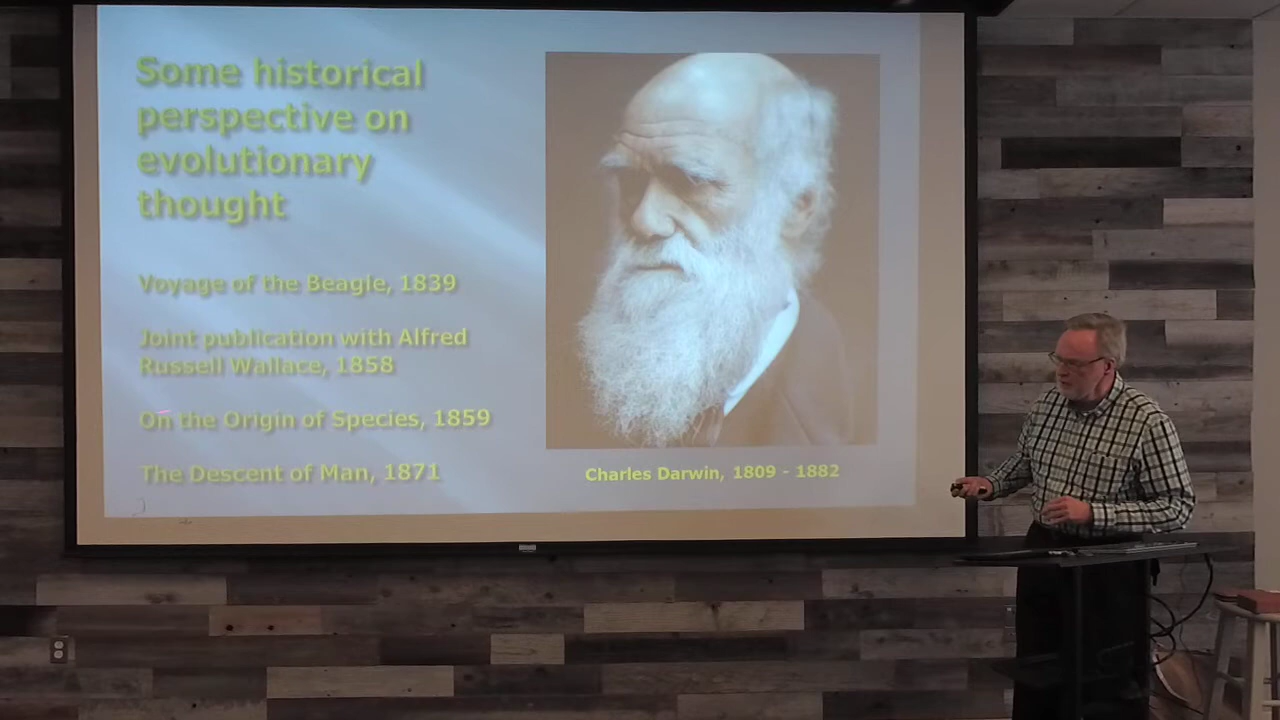 Some historical
perspective on
evolutionary
thought
Voyage of the Beagle, 1839
Joint publication with Alfred
Russell Wallace, 1858
On the Origin of Species, 1859
The Descent of Man, 1871
Charles Darwin, 1809 - 1882